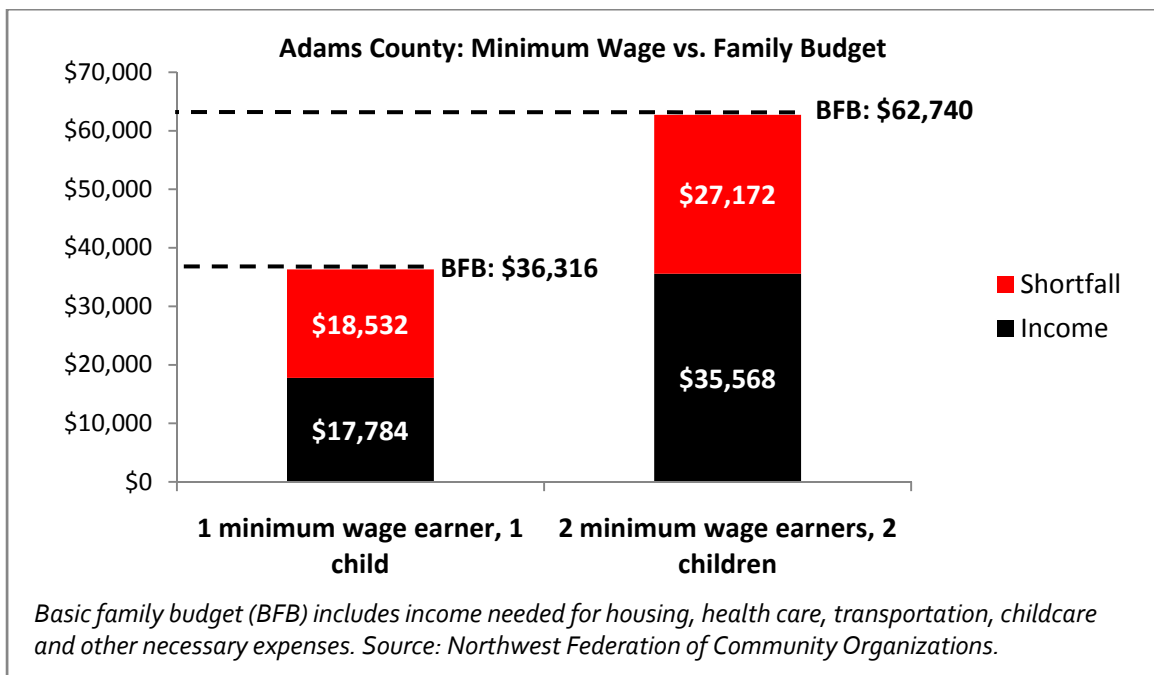 Adams County: Minimum Wage vs. Family Budget
$70,000
$60,000
$50,000
$40,000
$30,000
$20,000
$10,000
$0
BFB: $62,740
$27,172
BFB: $36,316
$18,532
$35,568
$17,784
Shortfall
Income
1 minimum wage earner, 1
child
2 minimum wage earners, 2
children
Basic family budget (BFB) includes income needed for housing, health care, transportation, childcare
and other necessary expenses. Source: Northwest Federation of Community Organizations.